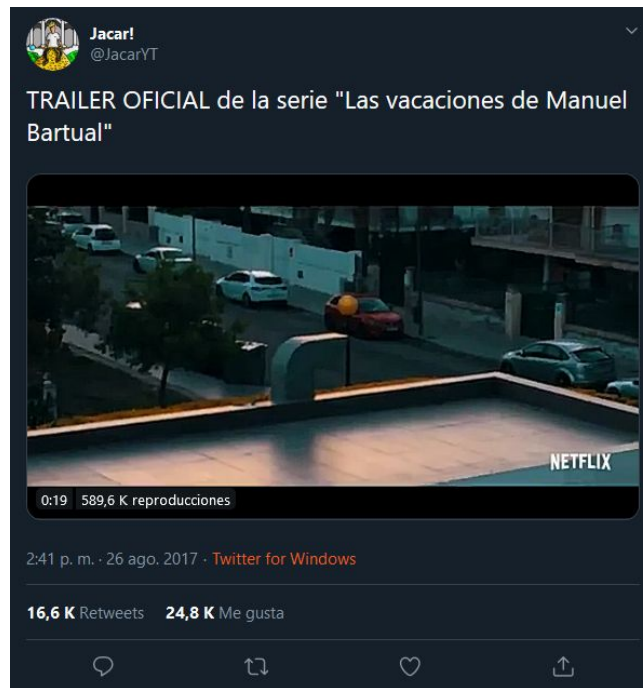 Jacar!
@JacarYT
TRAILER OFICIAL de la serie "Las vacaciones de Manuel
Bartual"
NETFLIX
0:19 589,6 K reproducciones
2:41 p. m. · 26 ago. 2017 · Twitter for Windows
16,6 K Retweets 24,8 K Me gusta